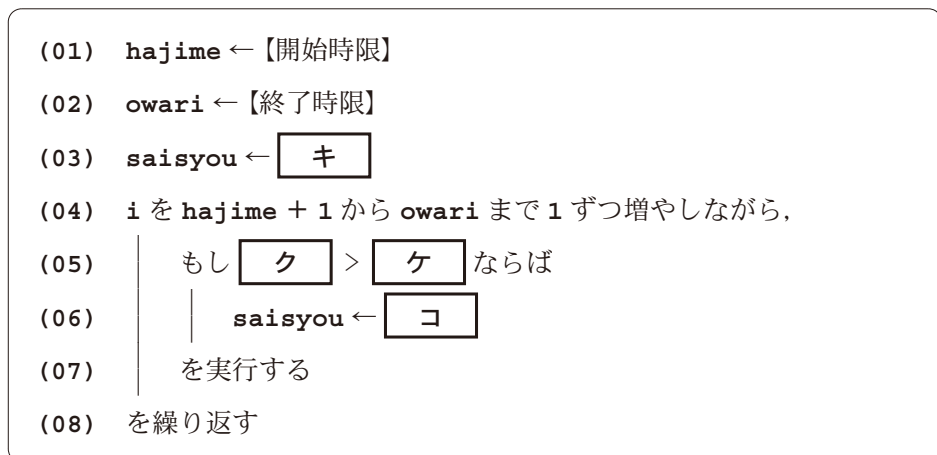 (01) hajime ← 【開始時限】
(02) owari ← 【終了時限】
(03) saisyou ← キ
(04) i を hajime + 1 から owari まで 1 ずつ増やしながら,
(05) もし ク > ケ ならば
(06) saisyou ← コ
(07) を実行する
(08) を繰り返す